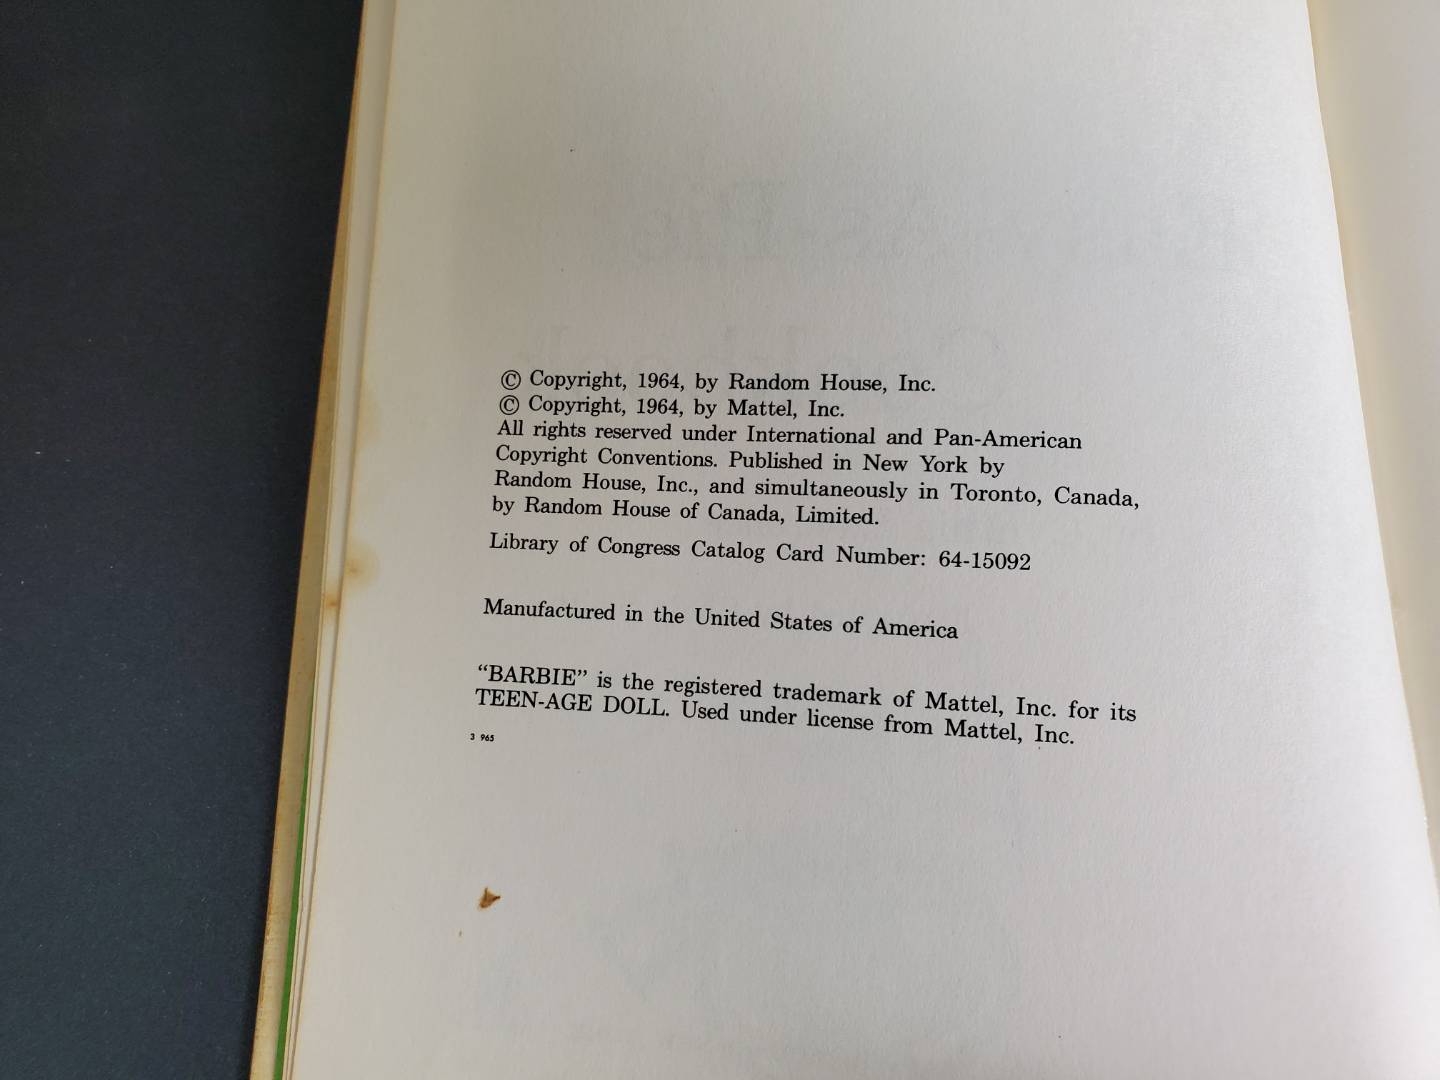 © Copyright, 1964, by Random House, Inc.
© Copyright, 1964, by Mattel, Inc.
All rights reserved under International and Pan-American
Copyright Conventions. Published in New York by
Random House, Inc., and simultaneously in Toronto, Canada,
by Random House of Canada, Limited.
Library of Congress Catalog Card Number: 64-15092
Manufactured in the United States of America
“BARBIE” is the registered trademark of Mattel, Inc. for its
TEEN-AGE DOLL. Used under license from Mattel, Inc.
3 965